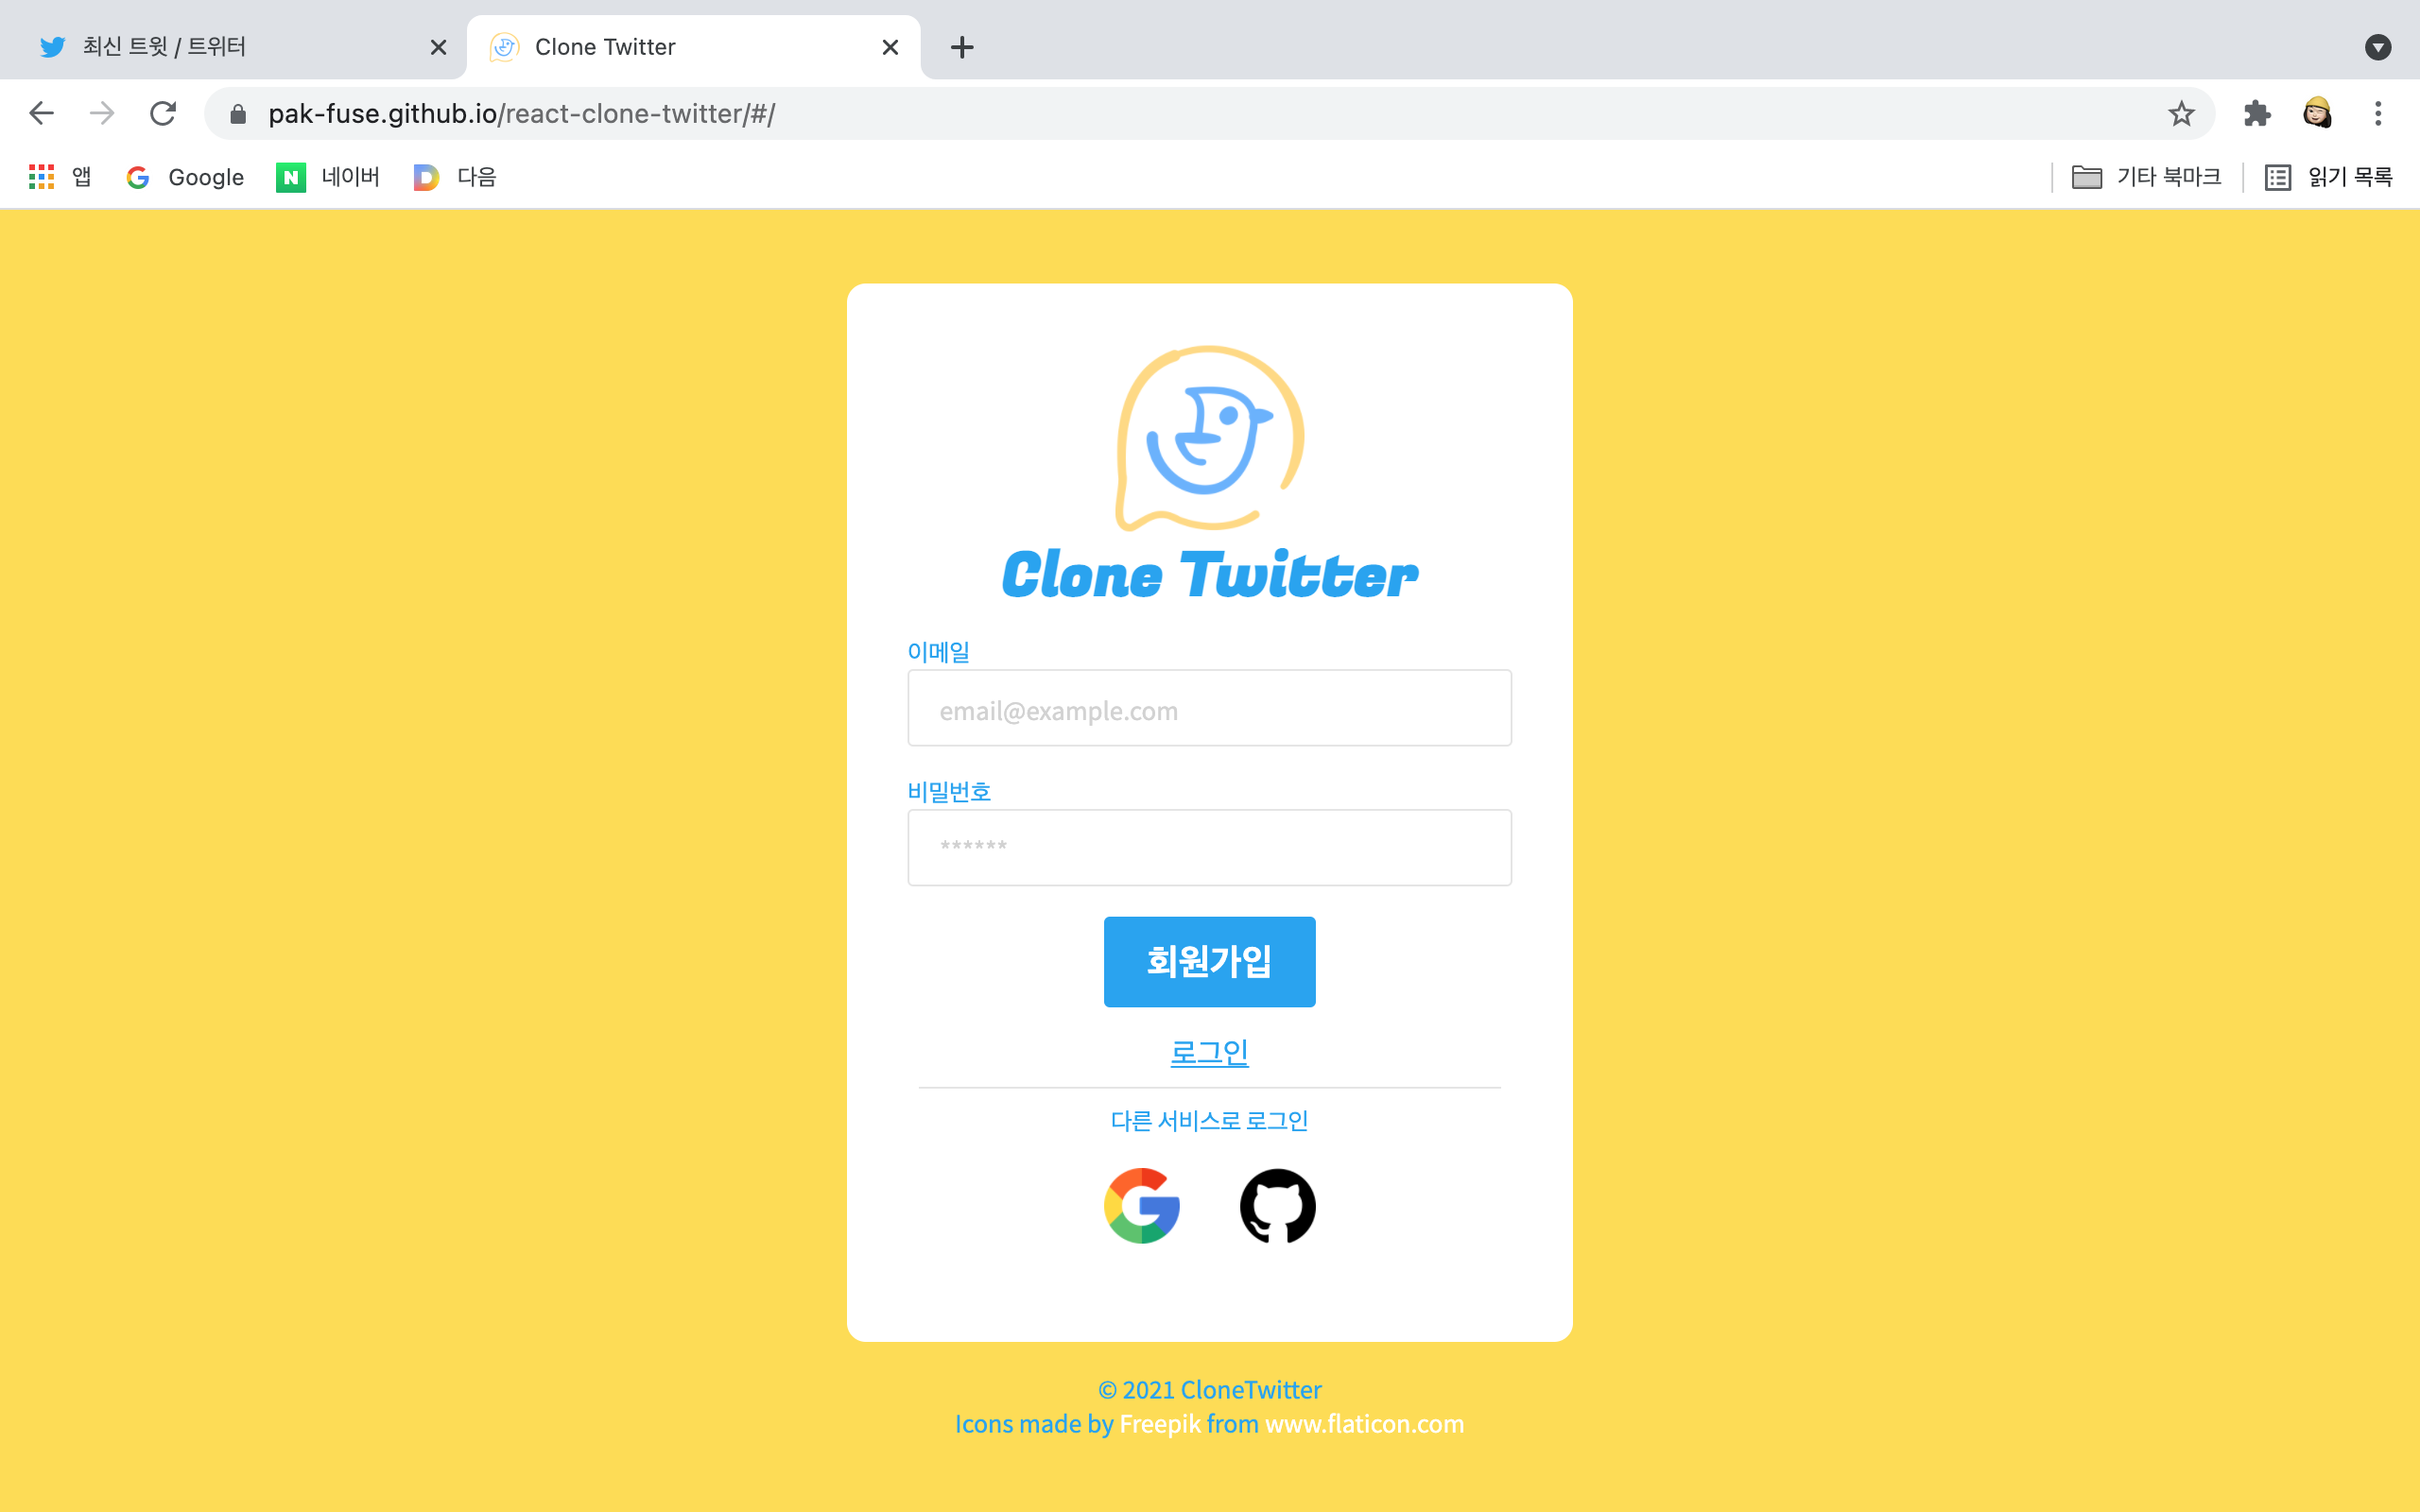 최신 트윗 / 트위터
Clone Twitter
pak-fuse.github.io/react-clone-twitter/#/
앱 Google 네이버 다음 기타 북마크 읽기 목록
Clone Twitter
이메일
email@example.com
비밀번호
******
회원가입
로그인
다른 서비스로 로그인
© 2021 CloneTwitter
Icons made by Freepik from www.flaticon.com